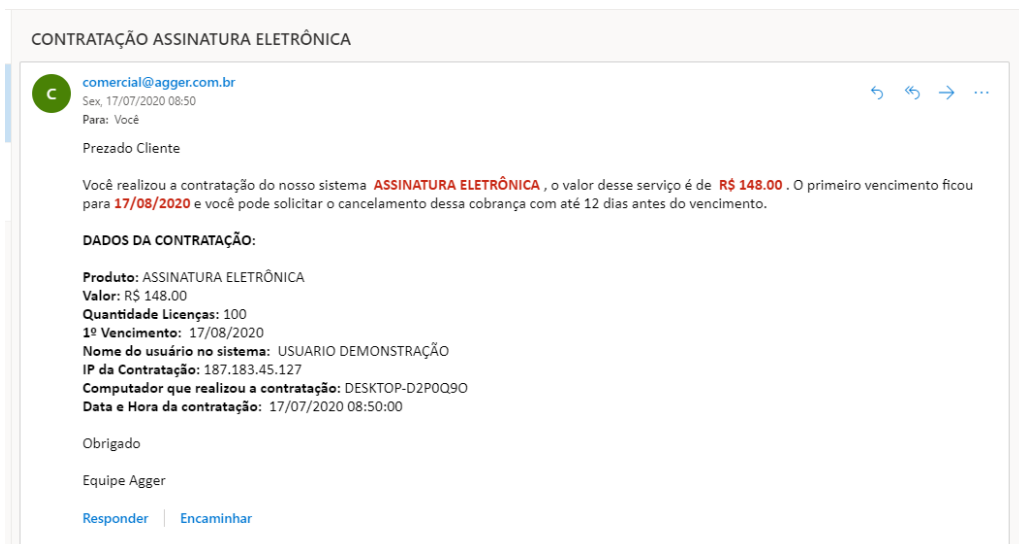 CONTRATAÇÃO ASSINATURA ELETRÔNICA
C
comercial@agger.com.br
Sex, 17/07/2020 08:50
Para: Você
Prezado Cliente
Você realizou a contratação do nosso sistema ASSINATURA ELETRÔNICA , o valor desse serviço é de R$ 148.00 . O primeiro vencimento ficou
para 17/08/2020 e você pode solicitar o cancelamento dessa cobrança com até 12 dias antes do vencimento.
DADOS DA CONTRATAÇÃO:
Produto: ASSINATURA ELETRÔNICA
Valor: R$ 148.00
Quantidade Licenças: 100
1º Vencimento: 17/08/2020
Nome do usuário no sistema: USUARIO DEMONSTRAÇÃO
IP da Contratação: 187.183.45.127
Computador que realizou a contratação: DESKTOP-D2P0Q9O
Data e Hora da contratação: 17/07/2020 08:50:00
Obrigado
Equipe Agger
Responder | Encaminhar